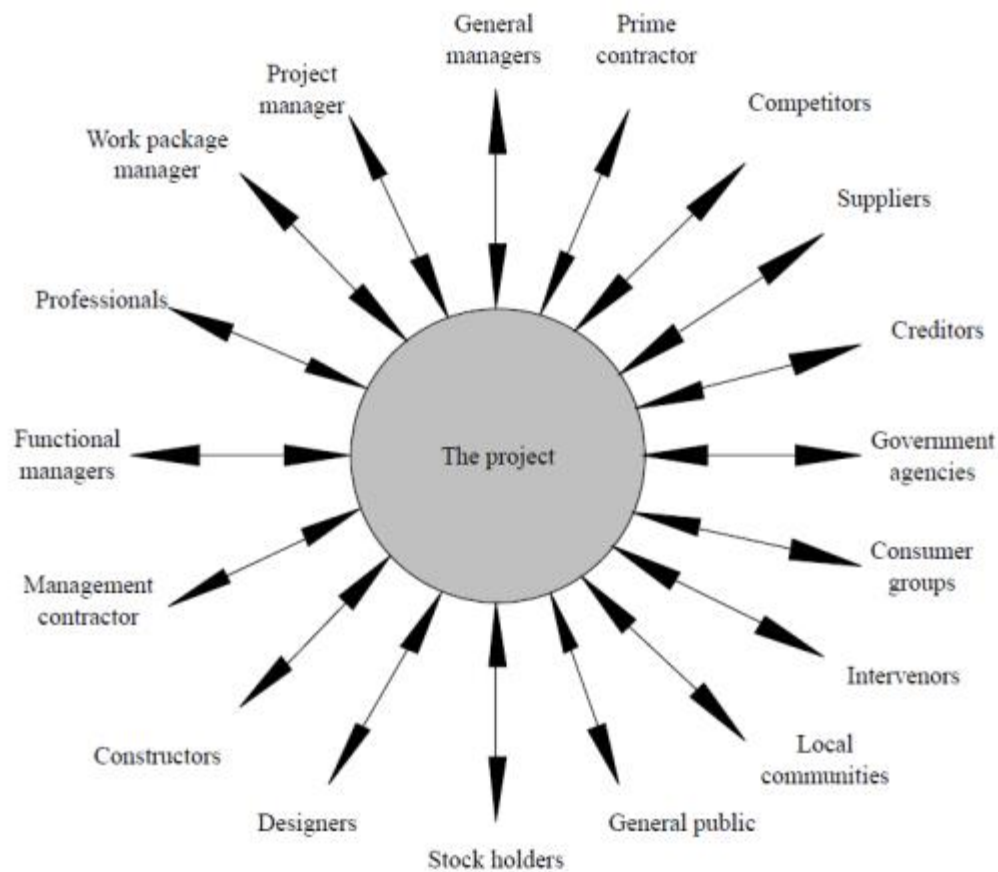 General
managers
Prime
contractor
Project
manager
Competitors
Work package
manager
Suppliers
Professionals
Creditors
Functional
managers
The project
Government
agencies
Management
contractor
Consumer
groups
Intervenors
Constructors
Local
communities
Designers
General public
Stock holders